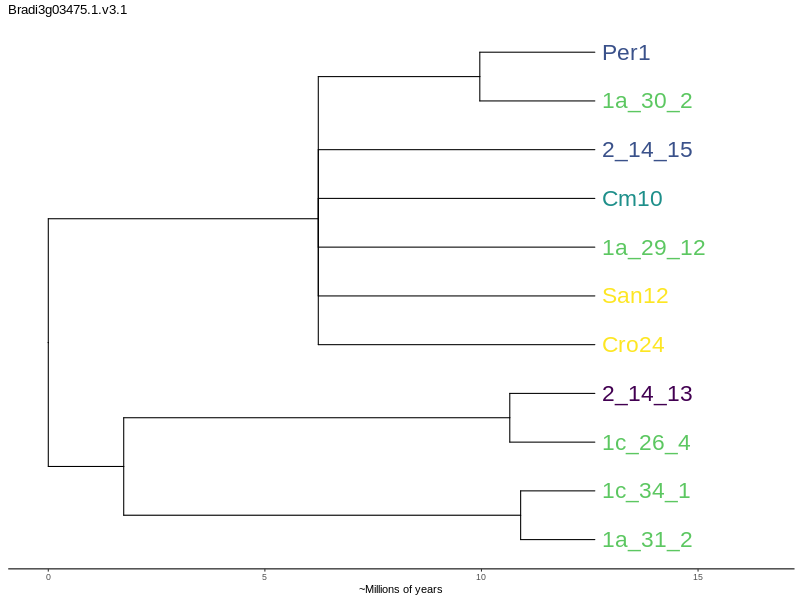 Bradi3g03475.1.v3.1
Per1
1a_30_2
2_14_15
Cm10
1a_29_12
San12
Cro24
2_14_13
1c_26_4
1c_34_1
1a_31_2
0 5 10 15
~Millions of years